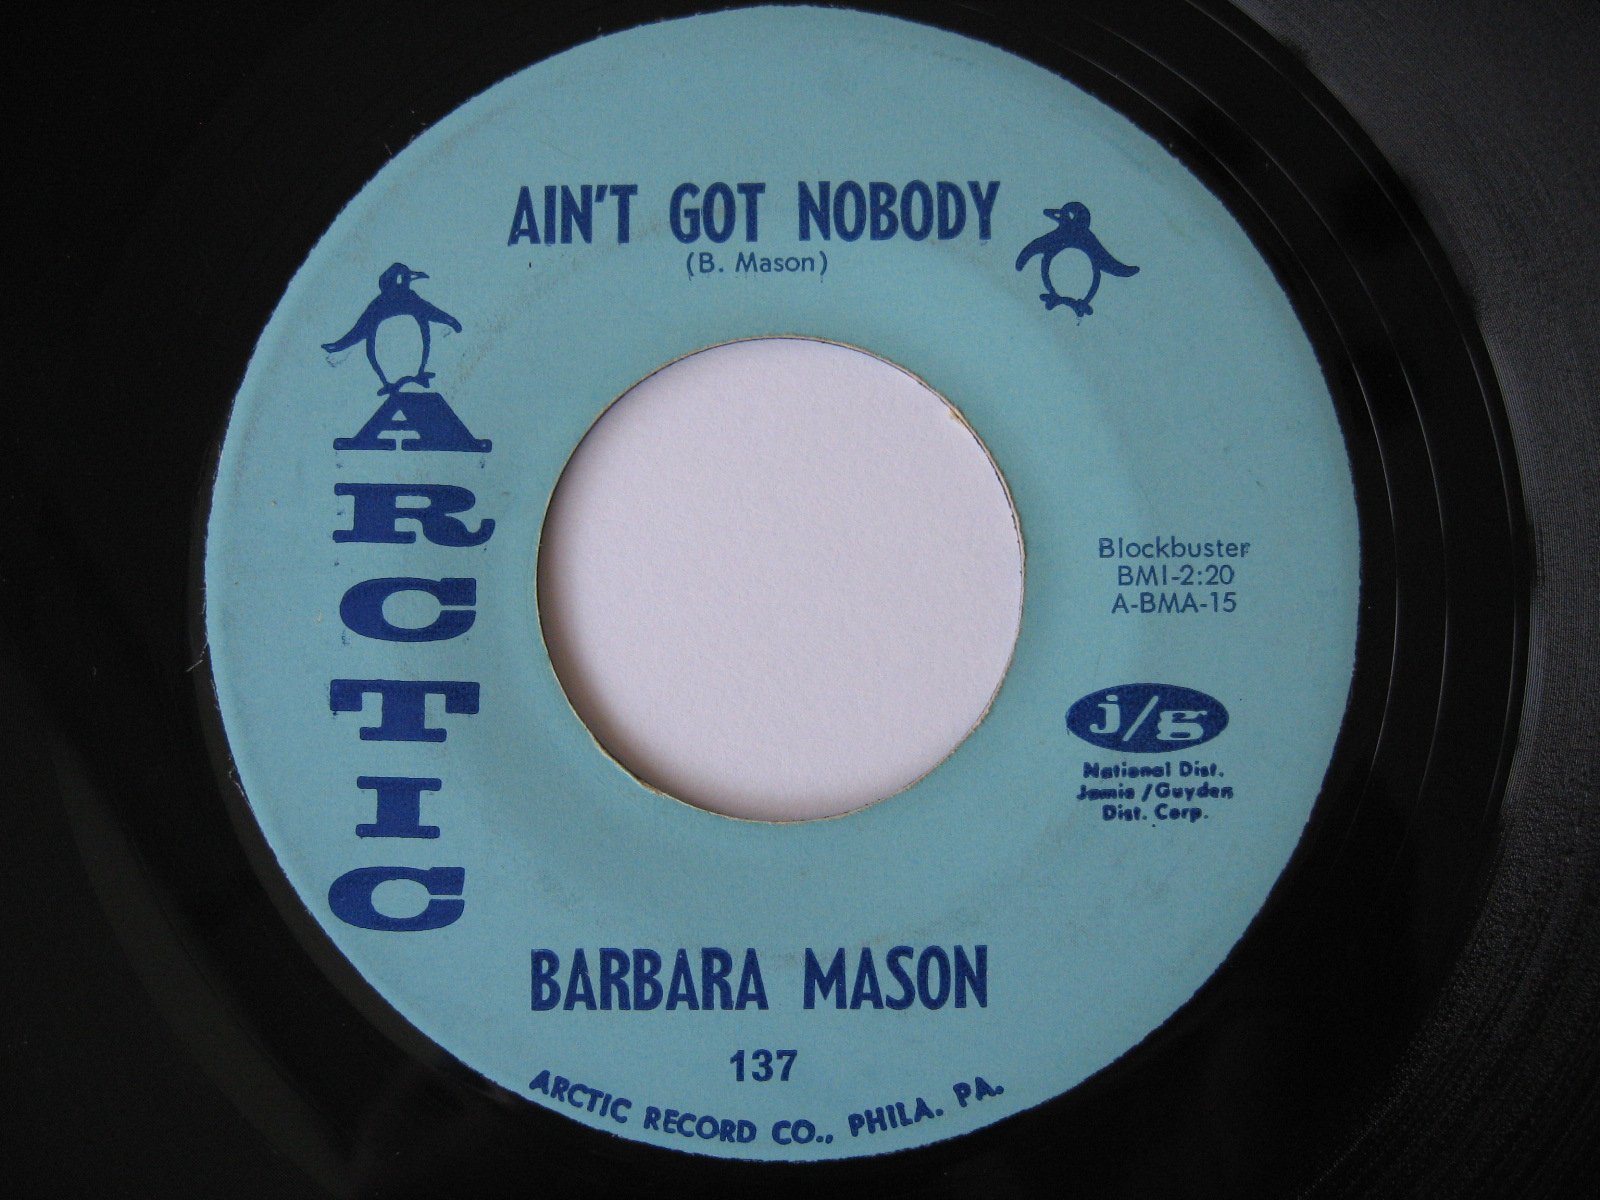 AIN'T GOT NOBODY
(B. Mason)
ARCTIC
Blockbuster
BMI-2:20
A-BMA-15
j/g
National Dist.
Jamie/Guyden
Dist. Corp.
BARBARA MASON
137
ARCTIC RECORD CO., PHILA. PA.